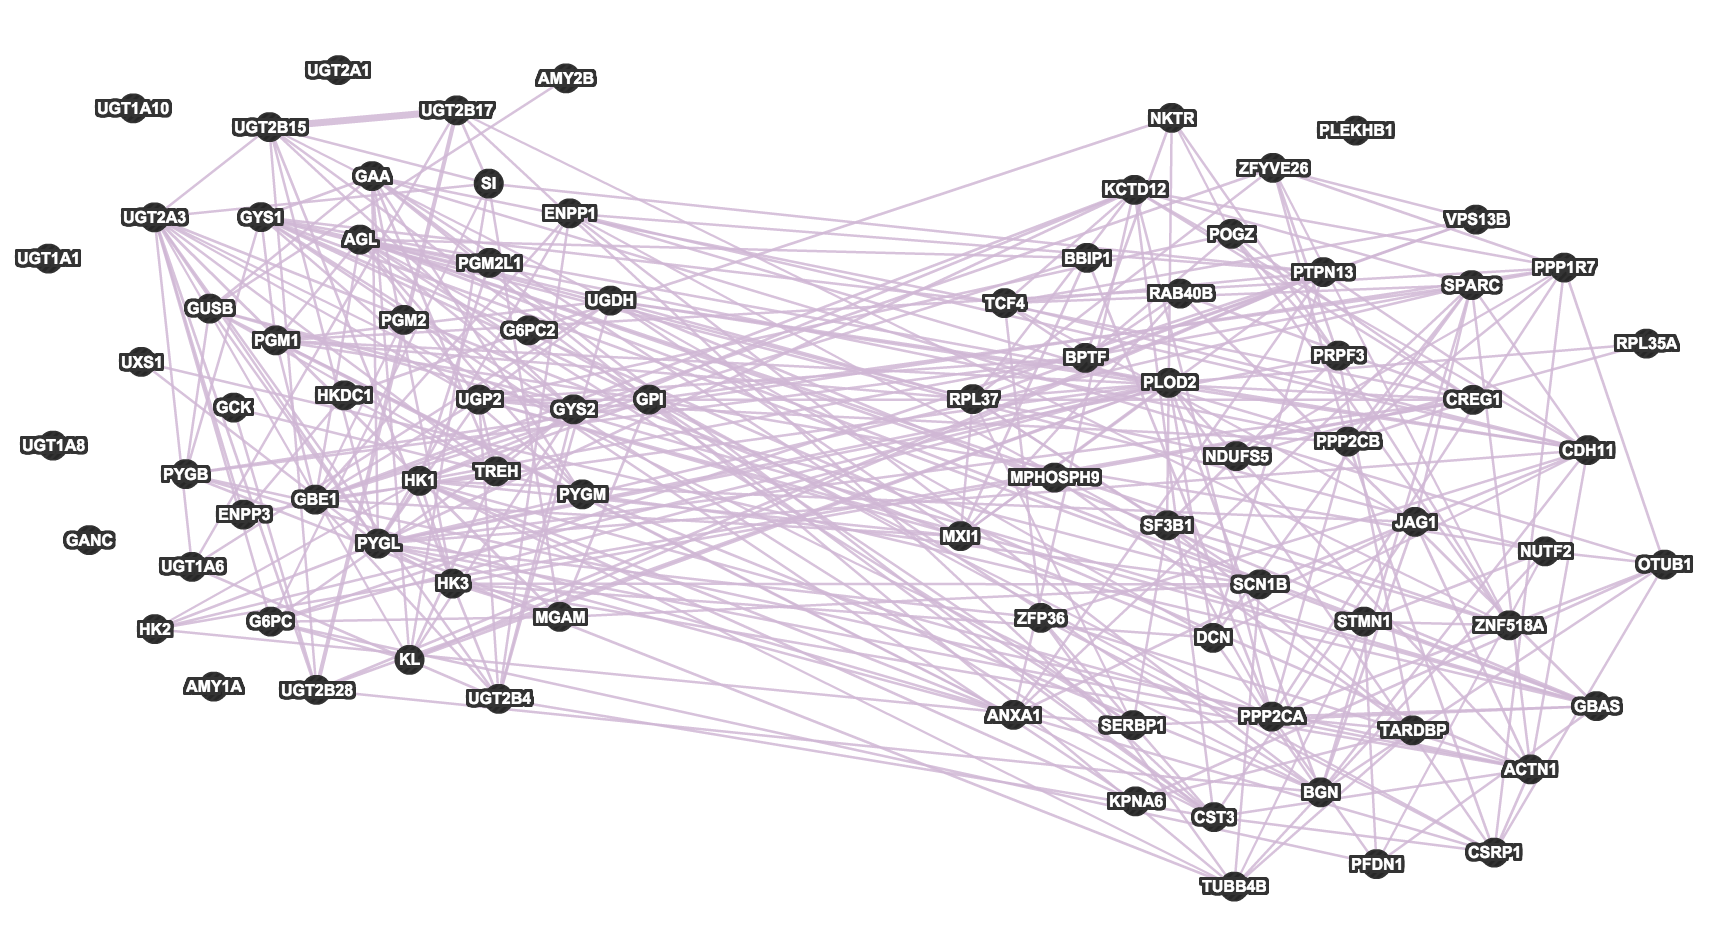 UGT2A1
AMY2B
UGT1A10
UGT2B17
UGT2B15
NKTR
PLEKHB1
ZFYVE26
GAA
SI
KCTD12
UGT2A3
GYS1
ENPP1
VPS13B
AGL
POGZ
UGT1A1
PGM2L1
BBIP1
PTPN13
PPP1R7
SPARC
RAB40B
UGDH
TCF4
GUSB
PGM2
G6PC2
PGM1
RPL35A
BPTF
PRPF3
UXS1
PLOD2
HKDC1
UGP2
GPI
RPL37
CREG1
GCK
GYS2
UGT1A8
PPP2CB
CDH11
NDUFS5
PYGB
TREH
HK1
MPHOSPH9
PYGM
GBE1
ENPP3
SF3B1
JAG1
GANC
PYGL
MXI1
NUTF2
UGT1A6
OTUB1
HK3
SCN1B
MGAM
ZFP36
G6PC
STMN1
ZNF518A
HK2
DCN
KL
AMY1A
UGT2B28
UGT2B4
GBAS
ANXA1
PPP2CA
SERBP1
TARDBP
ACTN1
BGN
KPNA6
CST3
CSRP1
PFDN1
TUBB4B